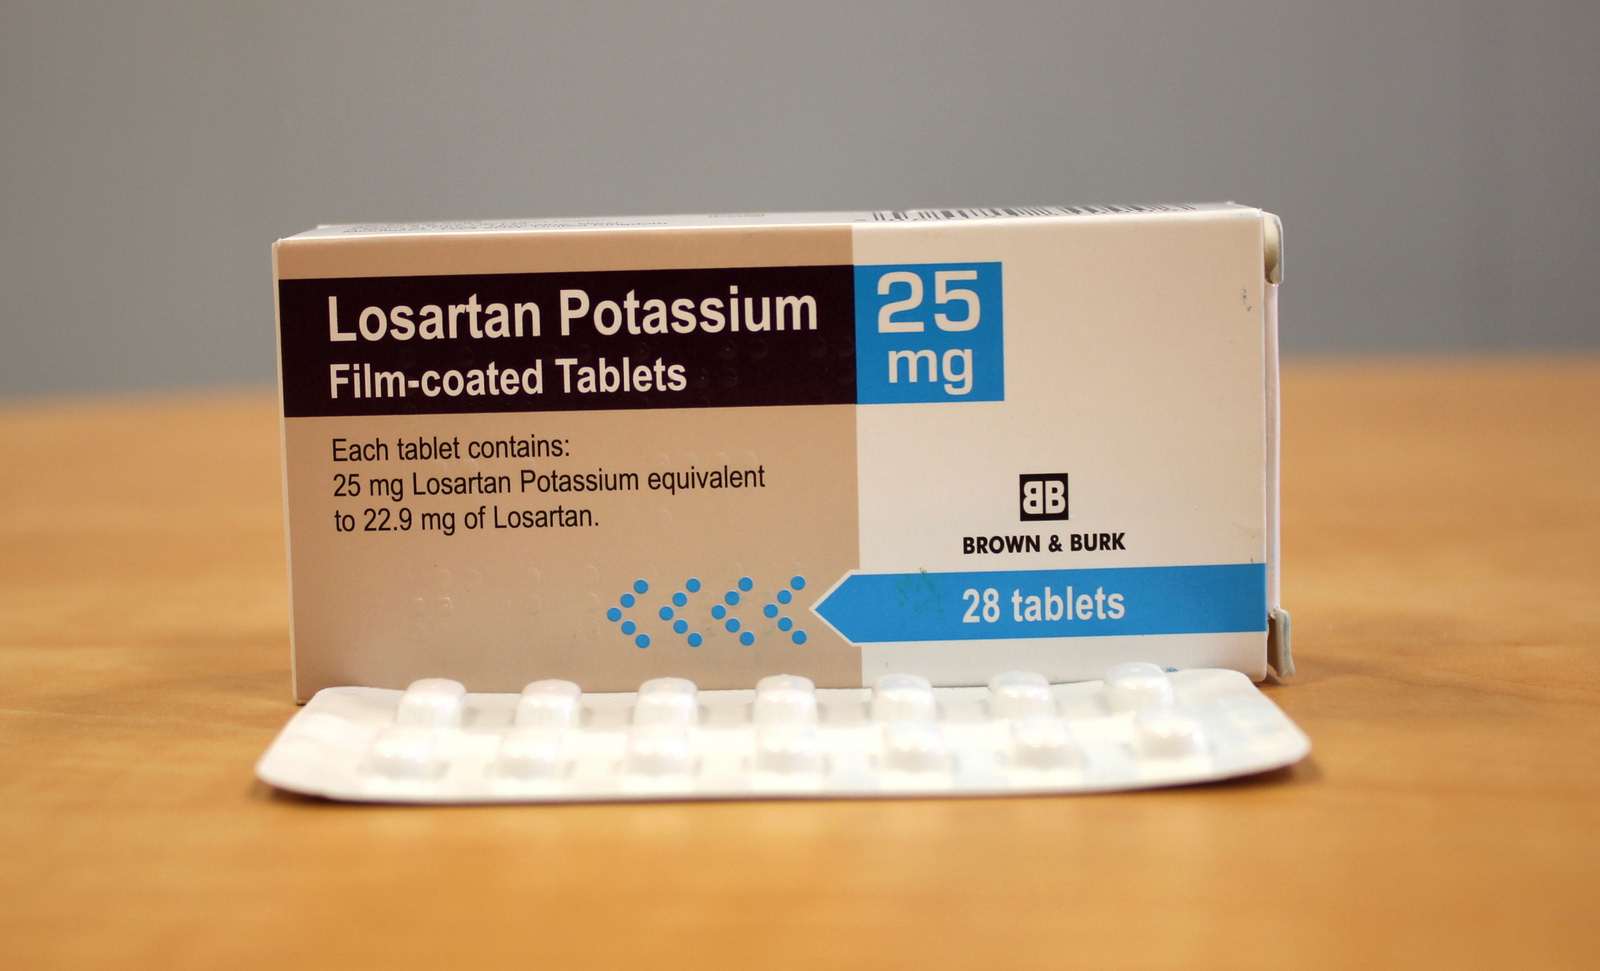 Losartan Potassium
Film-coated Tablets
25
mg
Each tablet contains:
25 mg Losartan Potassium equivalent
to 22.9 mg of Losartan.
BB
BROWN & BURK
28 tablets